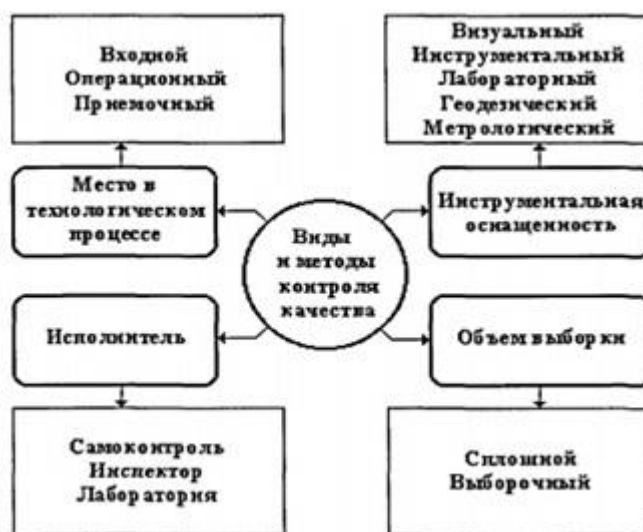 Входной
Операционный
Приемочный
Визуальный
Инструментальный
Лабораторный
Геодезический
Метрологический
Место в
технологическом
процессе
Инструментальная
оснащенность
Виды
и методы
контроля
качества
Исполнитель
Объем выборки
Самоконтроль
Инспектор
Лаборатория
Сплошной
Выборочный